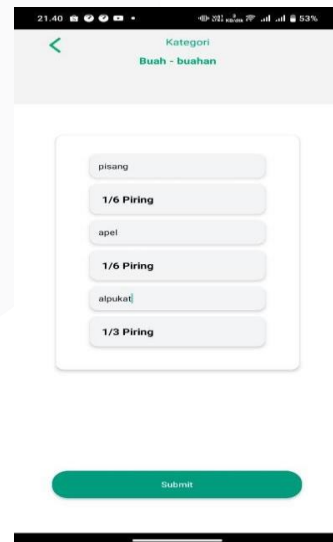 21.40 53%
Kategori
Buah - buahan
pisang
1/6 Piring
apel
1/6 Piring
alpukat
1/3 Piring
Submit